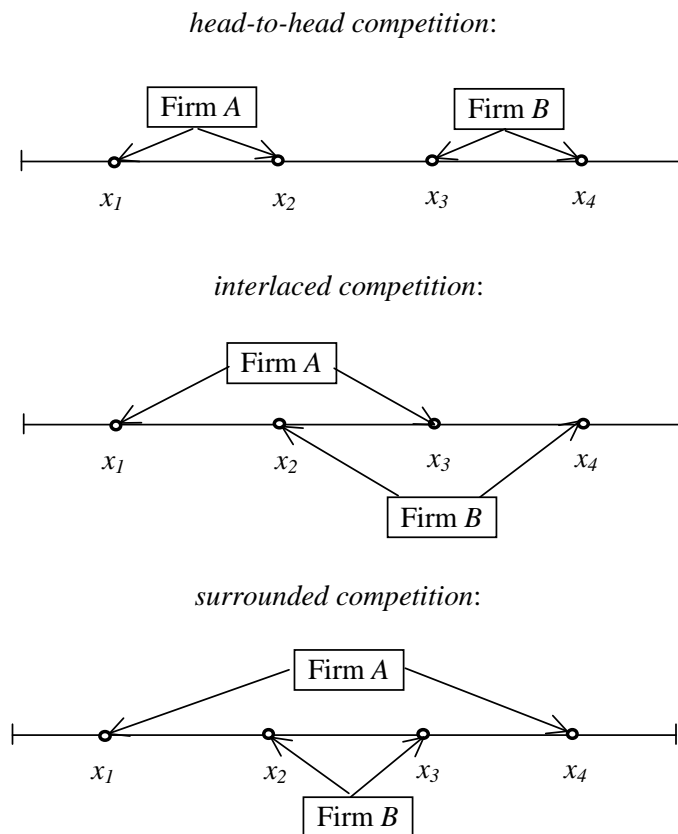 head-to-head competition:
Firm A
Firm B
x1 x2 x3 x4
interlaced competition:
Firm A
x1 x2 x3 x4
Firm B
surrounded competition:
Firm A
x1 x2 x3 x4
Firm B